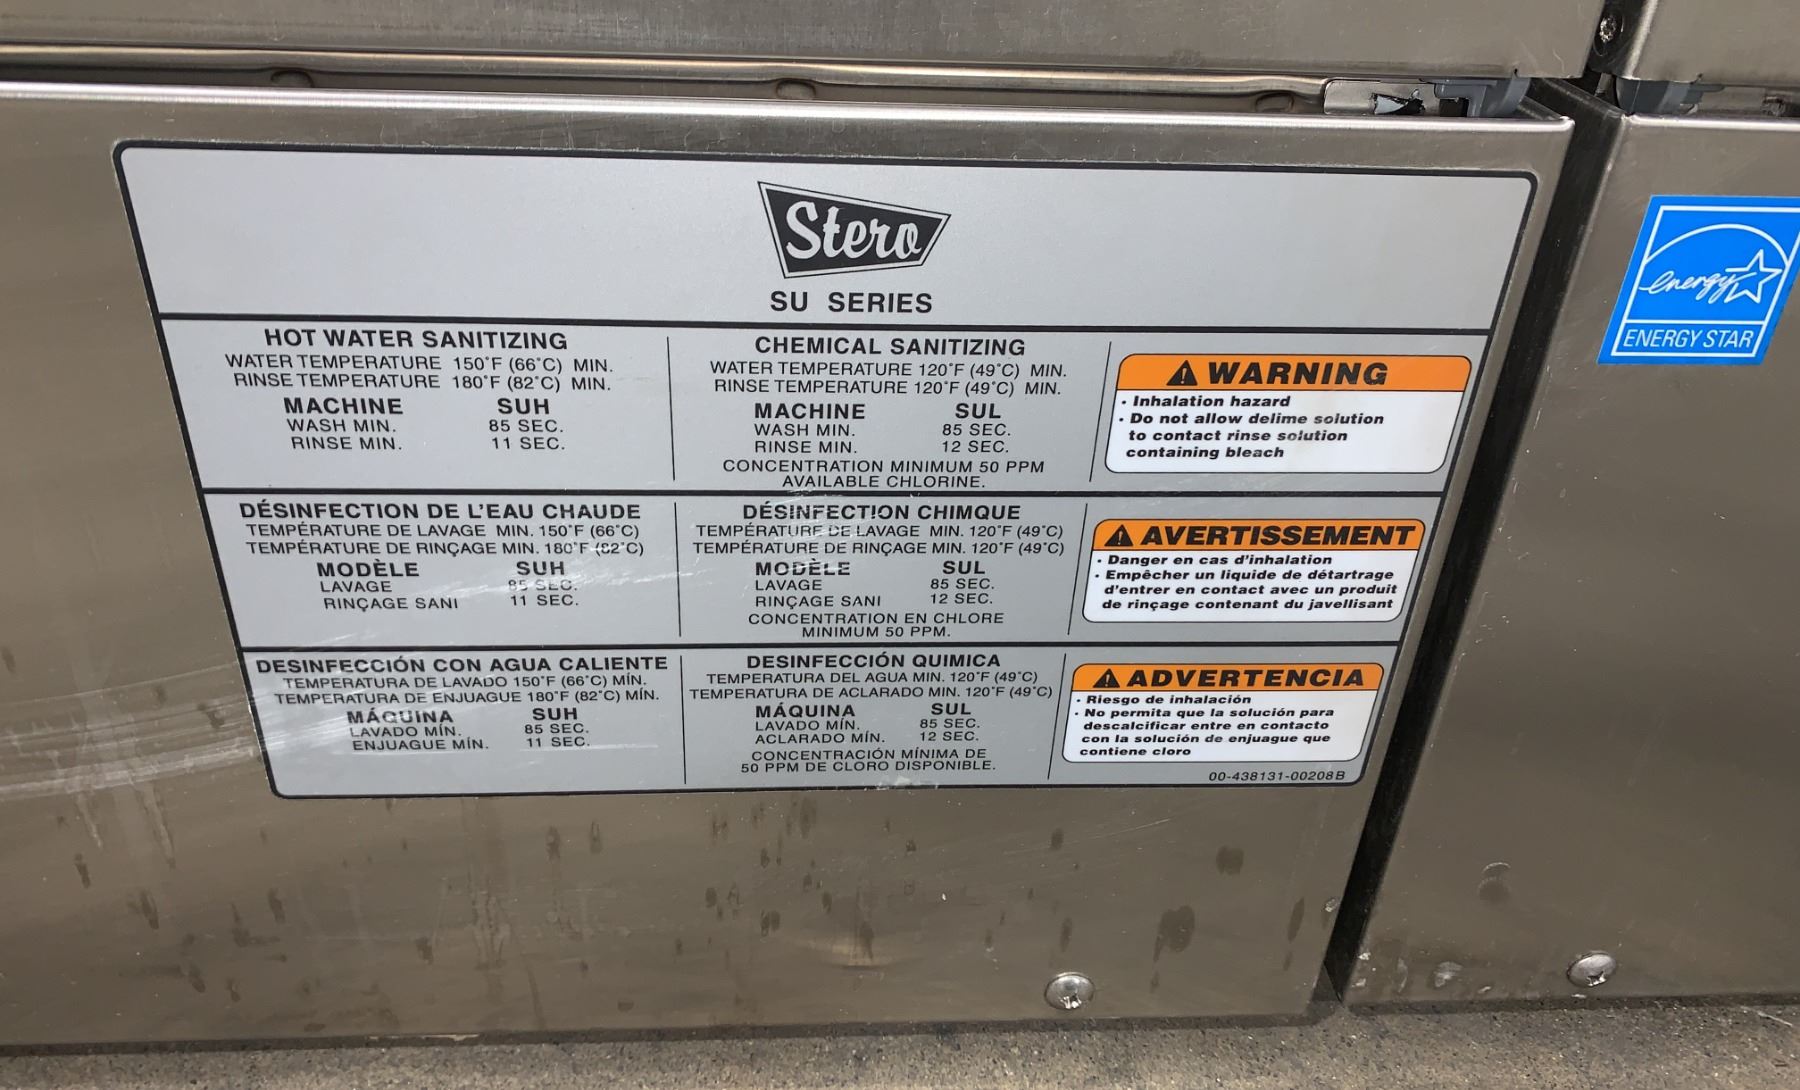 Stero
SU SERIES
HOT WATER SANITIZING
WATER TEMPERATURE 150°F (66°C) MIN.
RINSE TEMPERATURE 180°F (82°C) MIN.
MACHINE SUH
WASH MIN. 85 SEC.
RINSE MIN. 11 SEC.
CHEMICAL SANITIZING
WATER TEMPERATURE 120°F (49°C) MIN.
RINSE TEMPERATURE 120°F (49°C) MIN.
MACHINE SUL
WASH MIN. 85 SEC.
RINSE MIN. 12 SEC.
CONCENTRATION MINIMUM 50 PPM
AVAILABLE CHLORINE.
WARNING
· Inhalation hazard
· Do not allow delime solution
to contact rinse solution
containing bleach
DÉSINFECTION DE L'EAU CHAUDE
TEMPÉRATURE DE LAVAGE MIN. 150°F (66°C)
TEMPÉRATURE DE RINÇAGE MIN. 180°F (82°C)
MODÈLE SUH
LAVAGE 85 SEC.
RINÇAGE SANI 11 SEC.
DÉSINFECTION CHIMQUE
TEMPÉRATURE DE LAVAGE MIN. 120°F (49°C)
TEMPÉRATURE DE RINÇAGE MIN. 120°F (49°C)
MODÈLE SUL
LAVAGE 85 SEC.
RINÇAGE SANI 12 SEC.
CONCENTRATION EN CHLORE
MINIMUM 50 PPM.
AVERTISSEMENT
· Danger en cas d'inhalation
· Empêcher un liquide de détartrage
d'entrer en contact avec un produit
de rinçage contenant du javellisant
DESINFECCIÓN CON AGUA CALIENTE
TEMPERATURA DE LAVADO 150°F (66°C) MÍN.
TEMPERATURA DE ENJUAGUE 180°F (82°C) MÍN.
MÁQUINA SUH
LAVADO MÍN. 85 SEC.
ENJUAGUE MÍN. 11 SEC.
DESINFECCIÓN QUIMICA
TEMPERATURA DEL AGUA MIN. 120°F (49°C)
TEMPERATURA DE ACLARADO MIN. 120°F (49°C)
MÁQUINA SUL
LAVADO MÍN. 85 SEC.
ACLARADO MÍN. 12 SEC.
CONCENTRACIÓN MÍNIMA DE
50 PPM DE CLORO DISPONIBLE.
ADVERTENCIA
· Riesgo de inhalación
· No permita que la solución para
descalcificar entre en contacto
con la solución de enjuague que
contiene cloro
00-438131-00208B
energy
ENERGY STAR